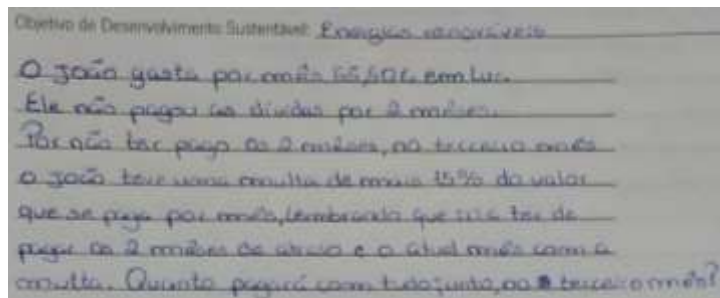 Objetivo de Desenvolvimento Sustentável: Energias renováveis
O João gasta por mês 55,50€ em luz.
Ele não pagou as dívidas por 2 meses.
Por não ter pago os 2 meses, no terceiro mês
o João teve uma multa de mais 15% do valor
que se paga por mês, lembrando que irá ter de
pagar os 2 meses de atraso e o atual mês com a
multa. Quanto pagará com tudo junto, no terceiro mês?